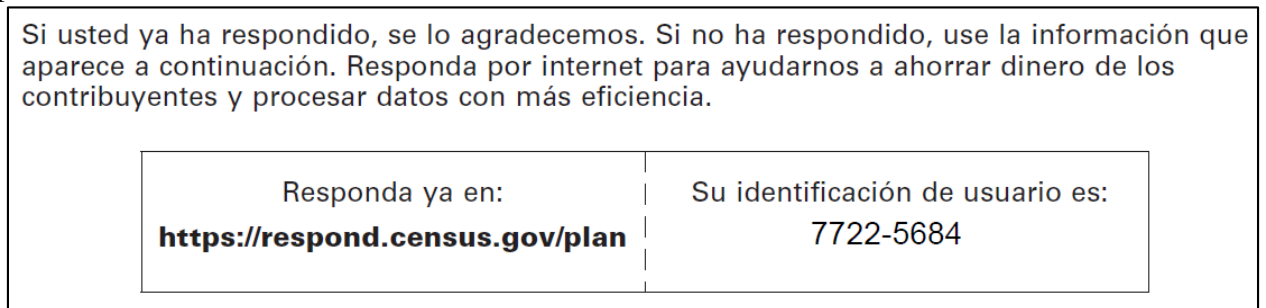 Si usted ya ha respondido, se lo agradecemos. Si no ha respondido, use la información que
aparece a continuación. Responda por internet para ayudarnos a ahorrar dinero de los
contribuyentes y procesar datos con más eficiencia.
Responda ya en:
https://respond.census.gov/plan
Su identificación de usuario es:
7722-5684